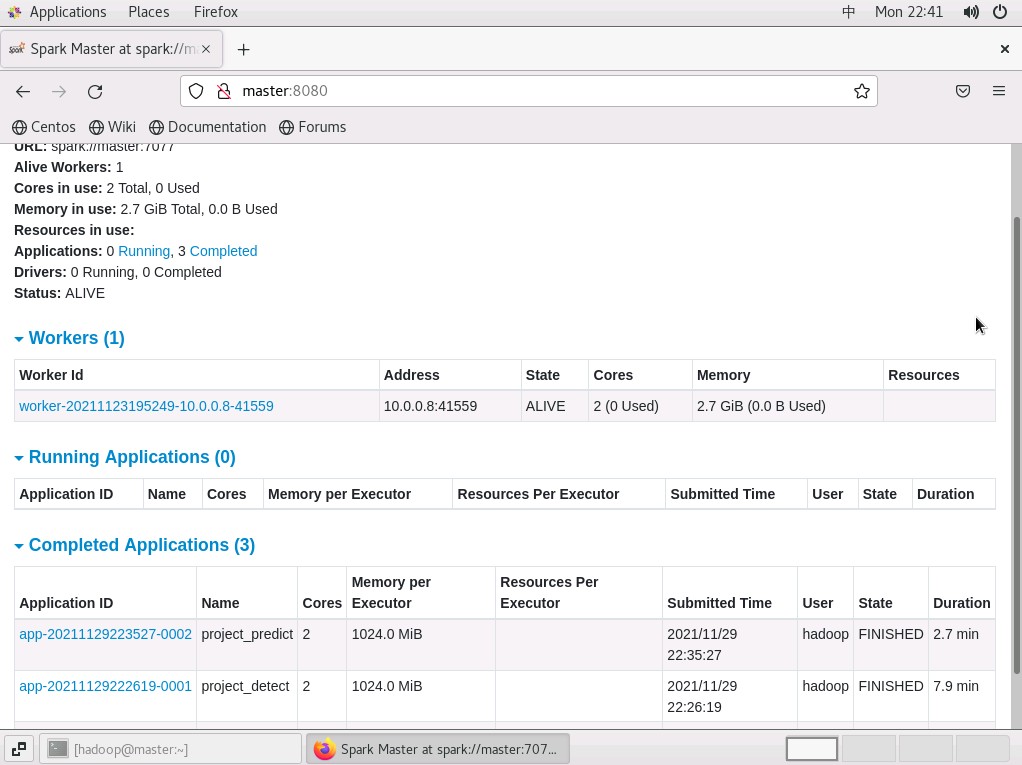 Applications Places Firefox 中 Mon 22:41
Spark Master at spark://m
master:8080
Centos Wiki Documentation Forums
URL: spark://master:7077
Alive Workers: 1
Cores in use: 2 Total, 0 Used
Memory in use: 2.7 GiB Total, 0.0 B Used
Resources in use:
Applications: 0 Running, 3 Completed
Drivers: 0 Running, 0 Completed
Status: ALIVE
Workers (1)
Worker Id Address State Cores Memory Resources
worker-20211123195249-10.0.0.8-41559 10.0.0.8:41559 ALIVE 2 (0 Used) 2.7 GiB (0.0 B Used)
Running Applications (0)
Application ID Name Cores Memory per Executor Resources Per Executor Submitted Time User State Duration
Completed Applications (3)
Memory per Resources Per
Application ID Name Cores Executor Executor Submitted Time User State Duration
app-20211129223527-0002 project_predict 2 1024.0 MiB 2021/11/29 hadoop FINISHED 2.7 min
22:35:27
app-20211129222619-0001 project_detect 2 1024.0 MiB 2021/11/29 hadoop FINISHED 7.9 min
22:26:19
[hadoop@master:~] Spark Master at spark://master:707...